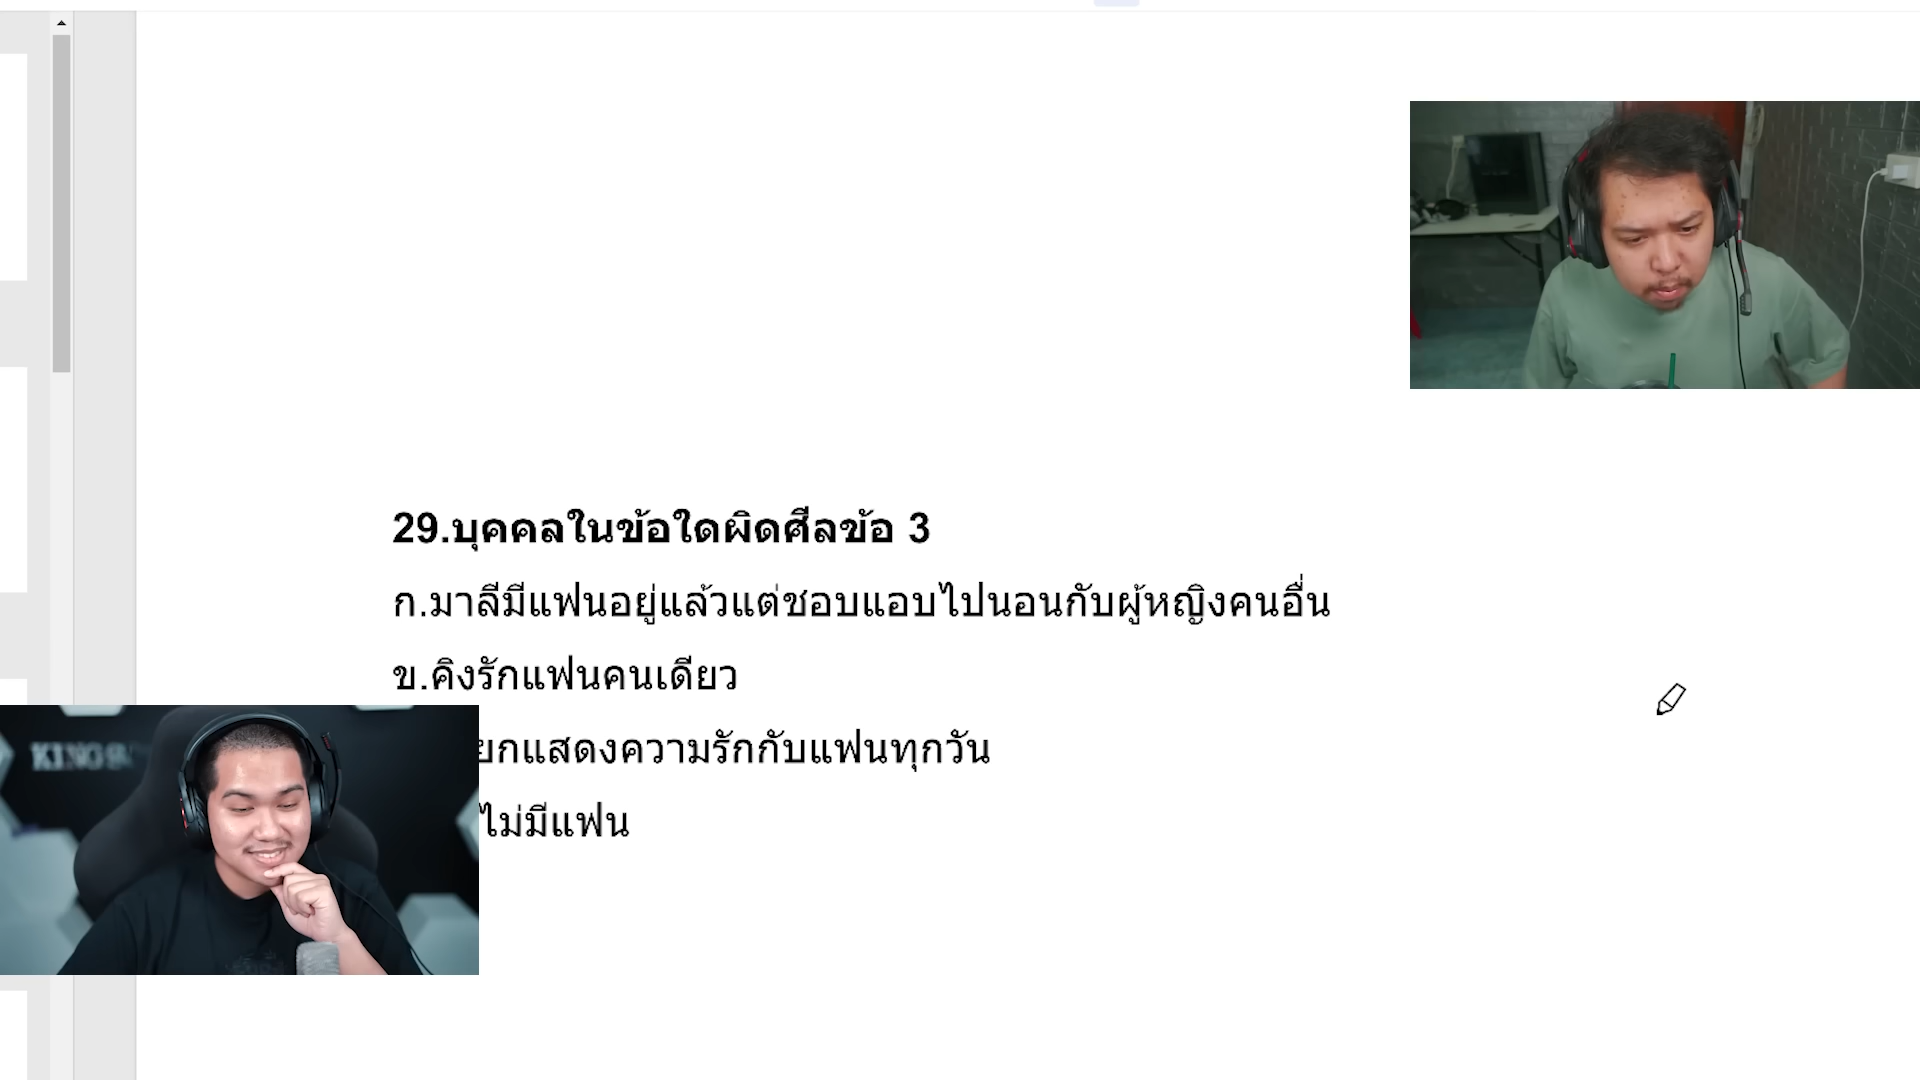 29.บุคคลในข้อใดผิดศีลข้อ 3
ก.มาลีมีแฟนอยู่แล้วแต่ชอบแอบไปนอนกับผู้หญิงคนอื่น
ข.คิงรักแฟนคนเดียว
ยกแสดงความรักกับแฟนทุกวัน
ไม่มีแฟน